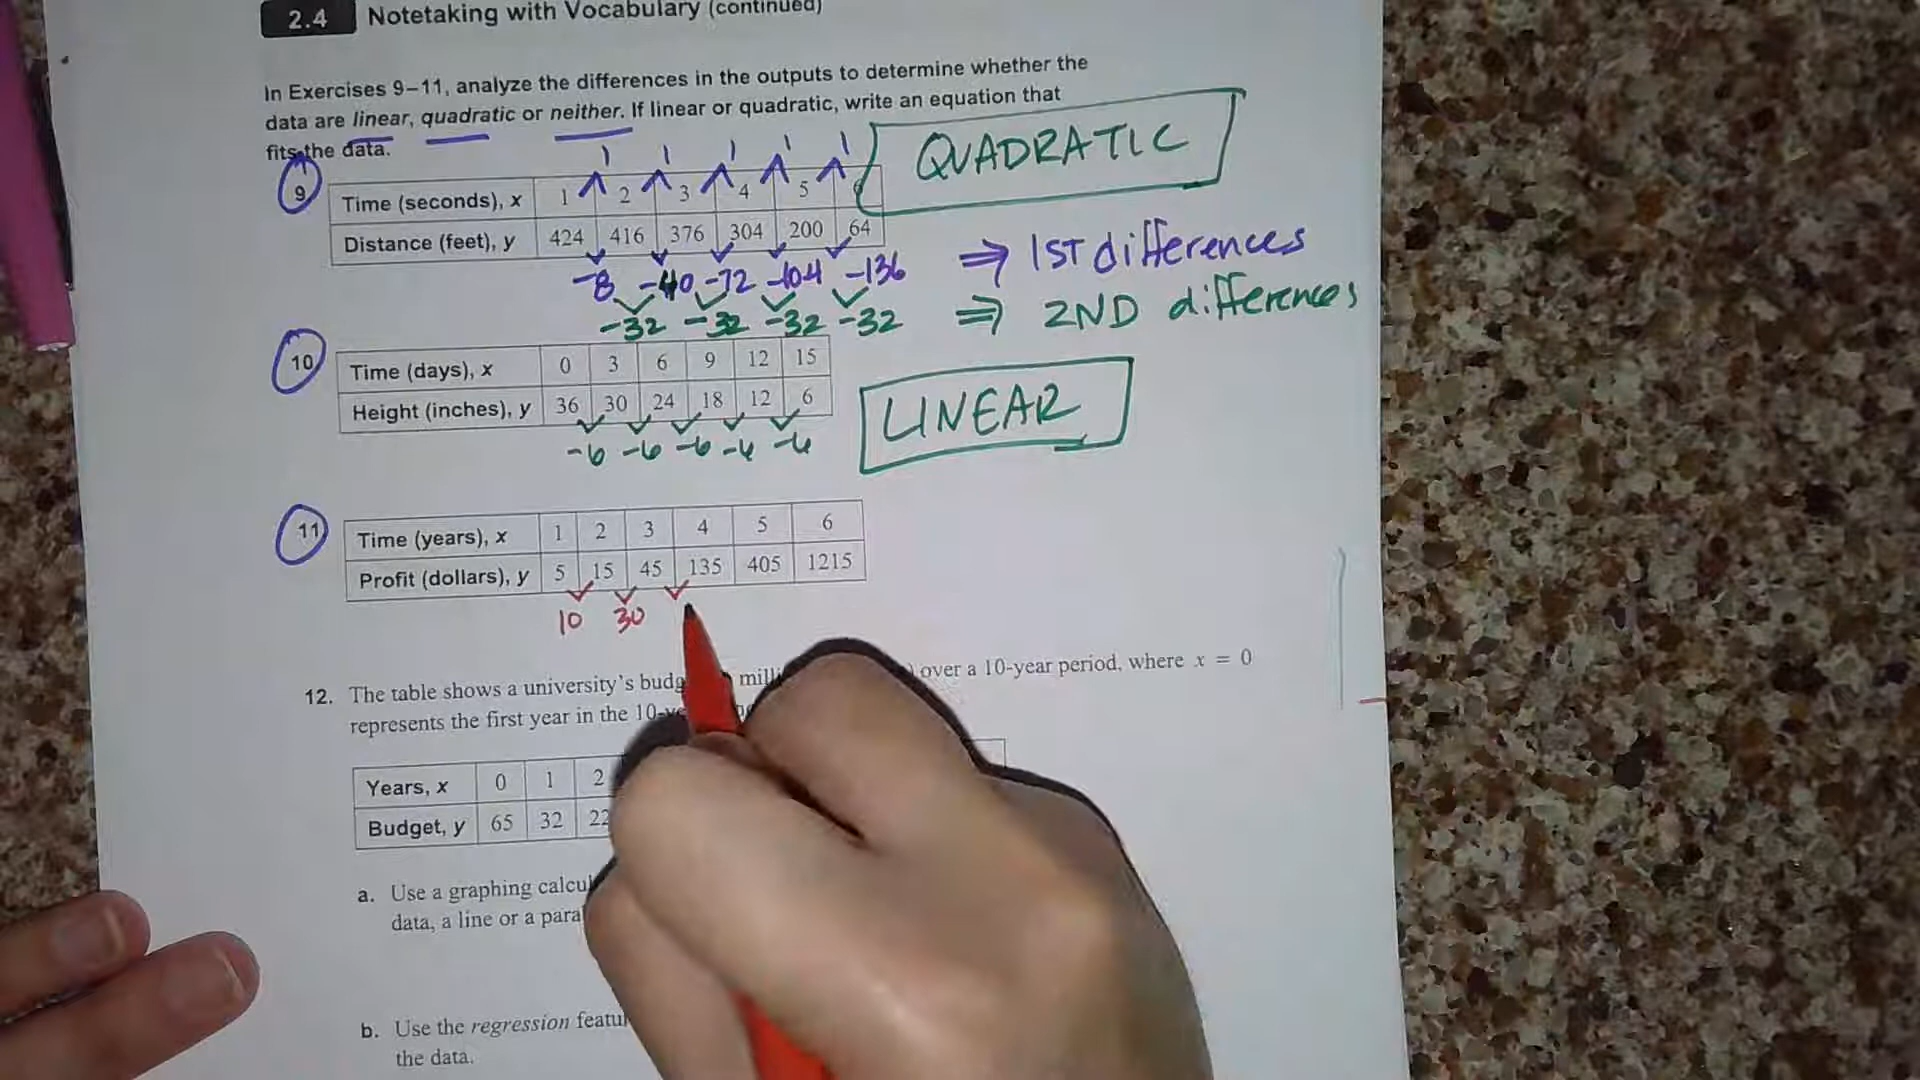 2.4 Notetaking with Vocabulary (continued)
In Exercises 9–11, analyze the differences in the outputs to determine whether the
data are linear, quadratic or neither. If linear or quadratic, write an equation that
fits the data.
1 1 1 1 1
QUADRATIC
9 Time (seconds), x 1 2 3 4 5
Distance (feet), y 424 416 376 304 200 64
-8 -40 -72 -104 -136 ⇒ 1ST differences
-32 -32 -32 -32 ⇒ 2ND differences
10 Time (days), x 0 3 6 9 12 15
Height (inches), y 36 30 24 18 12 6
LINEAR
-6 -6 -6 -6 -6
11 Time (years), x 1 2 3 4 5 6
Profit (dollars), y 5 15 45 135 405 1215
10 30
12. The table shows a university's over a 10-year period, where x = 0
represents the first year in the
Years, x 0 1 2
Budget, y 65 32 22
a. Use a graphing
data, a line or a
b. Use the regression
the data.